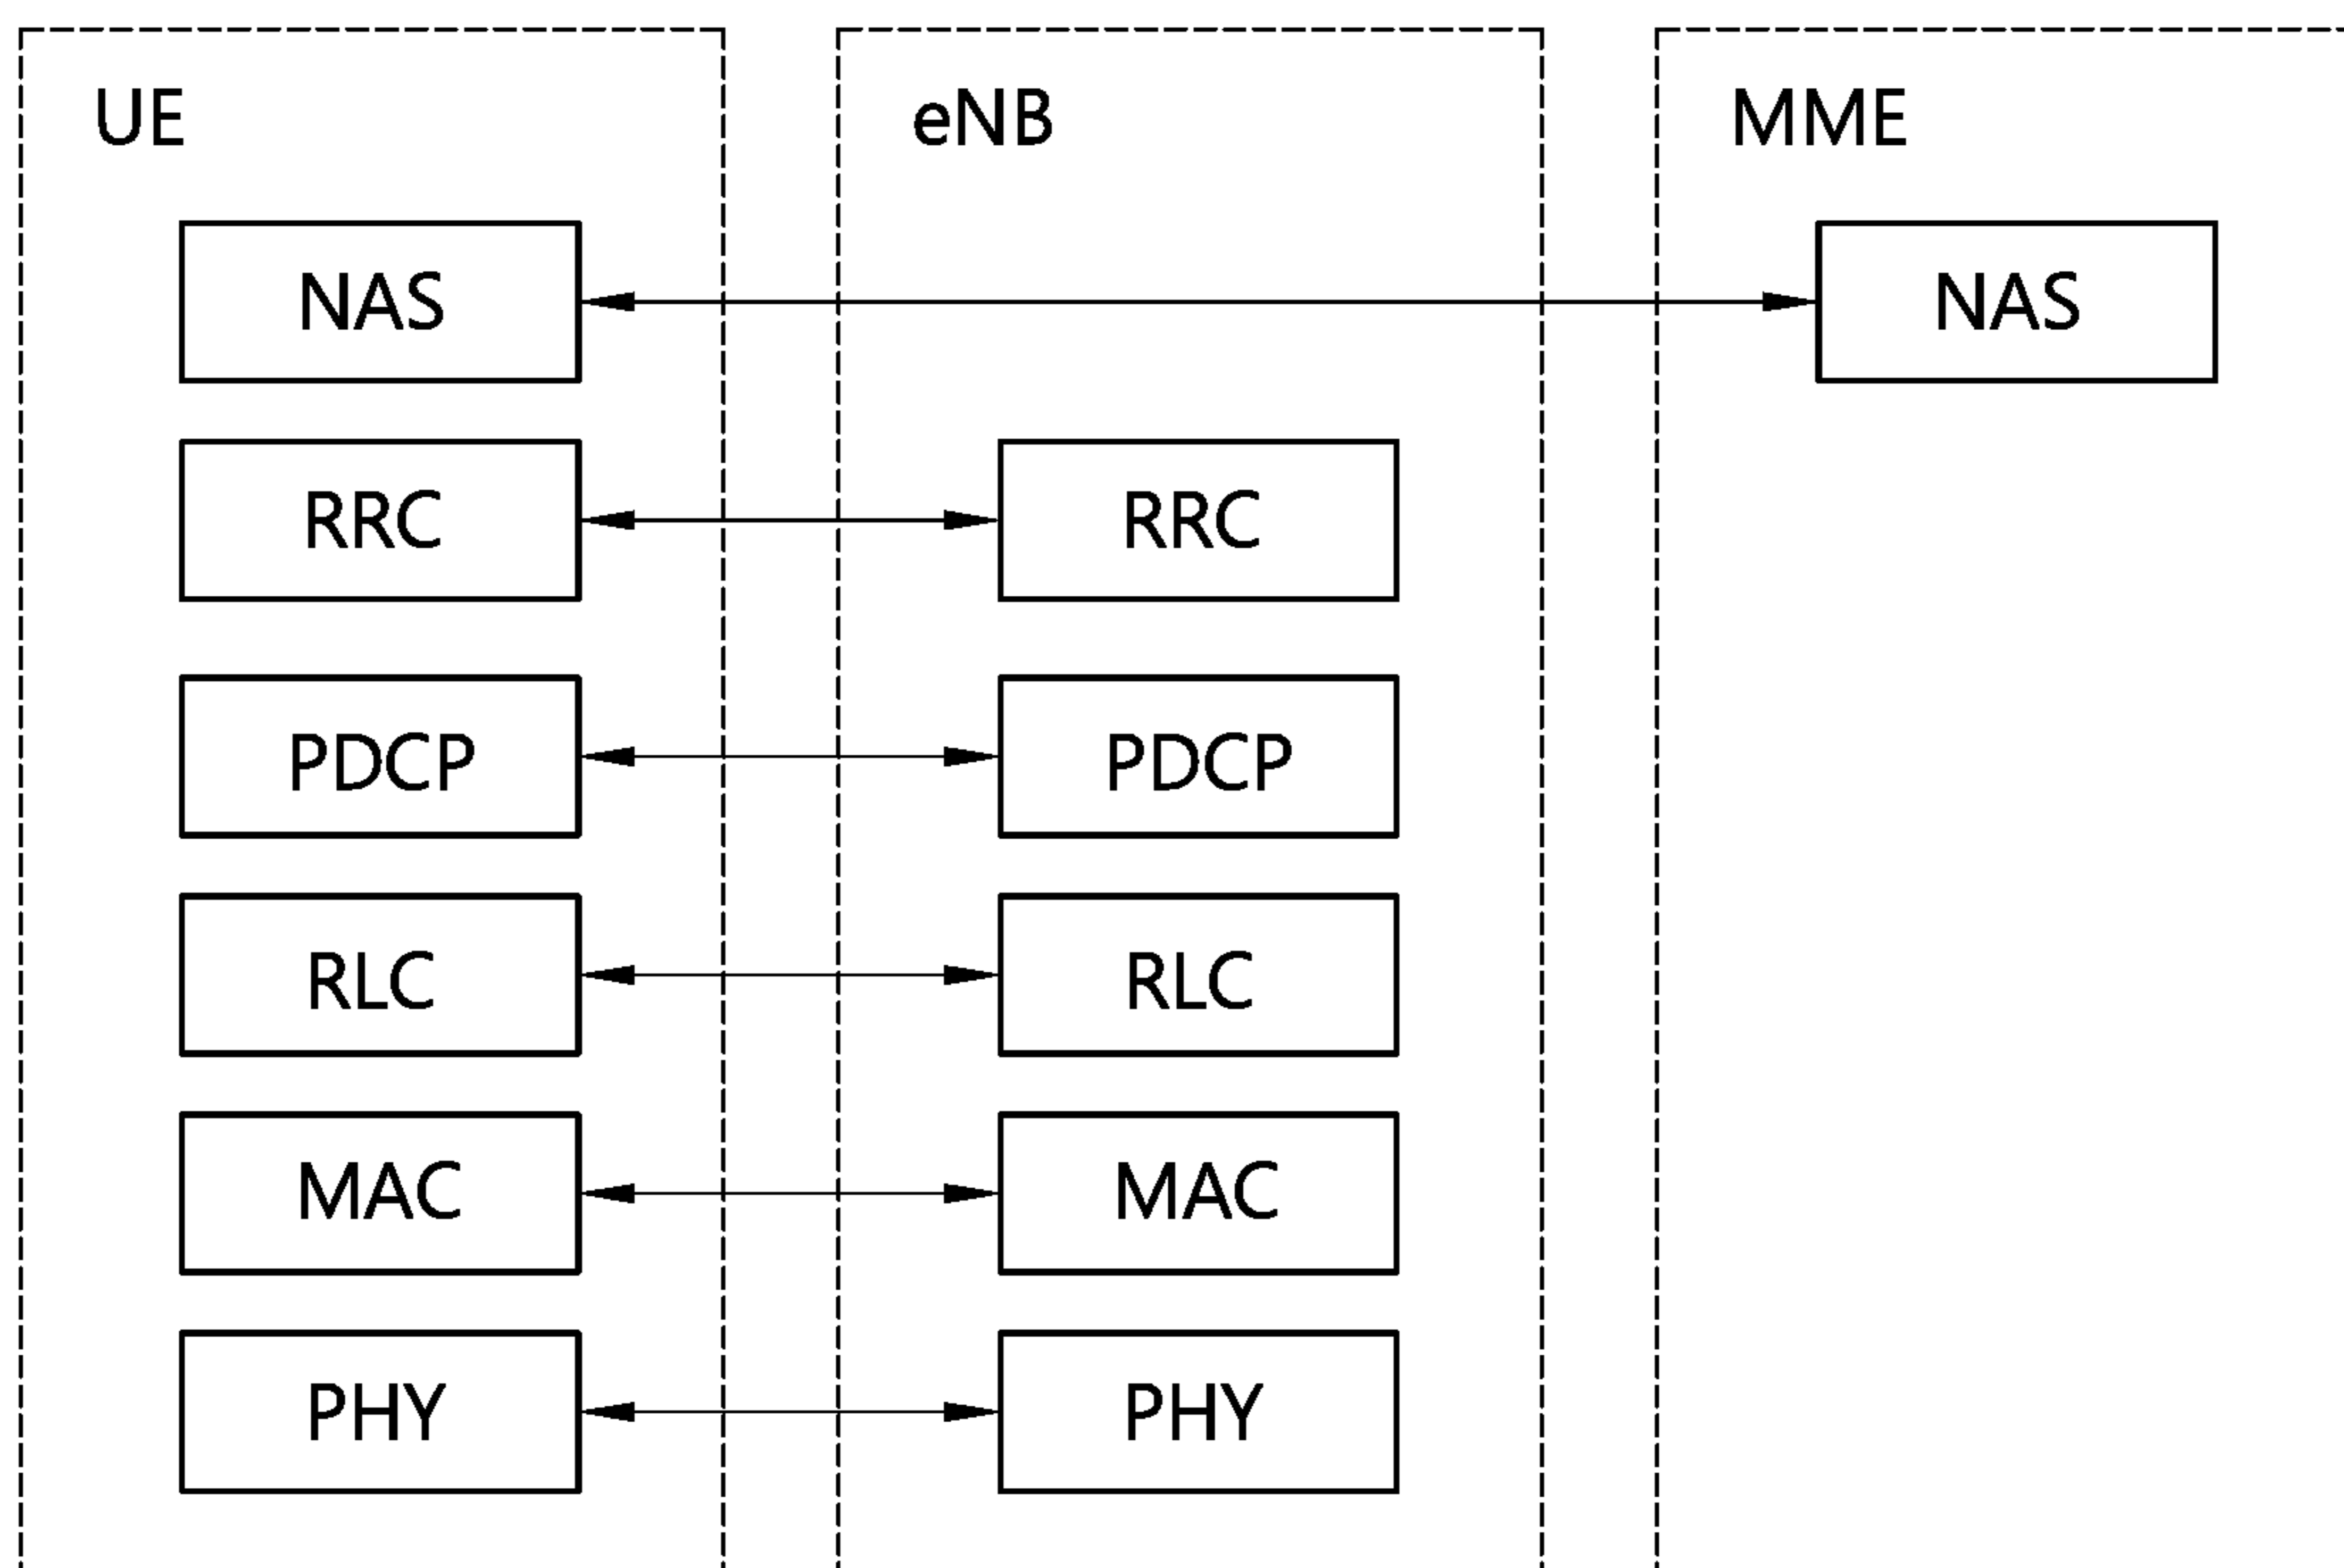 UE eNB MME
NAS NAS
RRC RRC
PDCP PDCP
RLC RLC
MAC MAC
PHY PHY